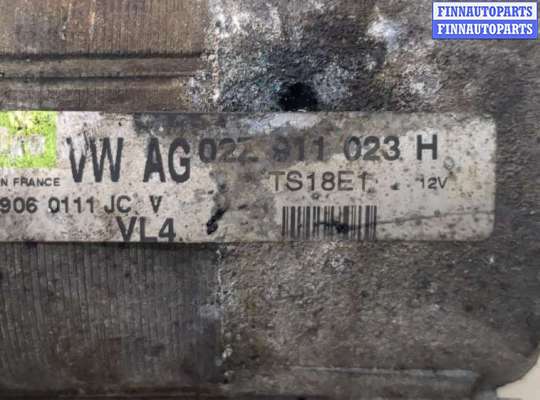 FINNAUTOPARTS
FINNAUTOPARTS
VW AG 02Z 911 023 H
N FRANCE TS18E1 12V
906 0111 JC V
VL4